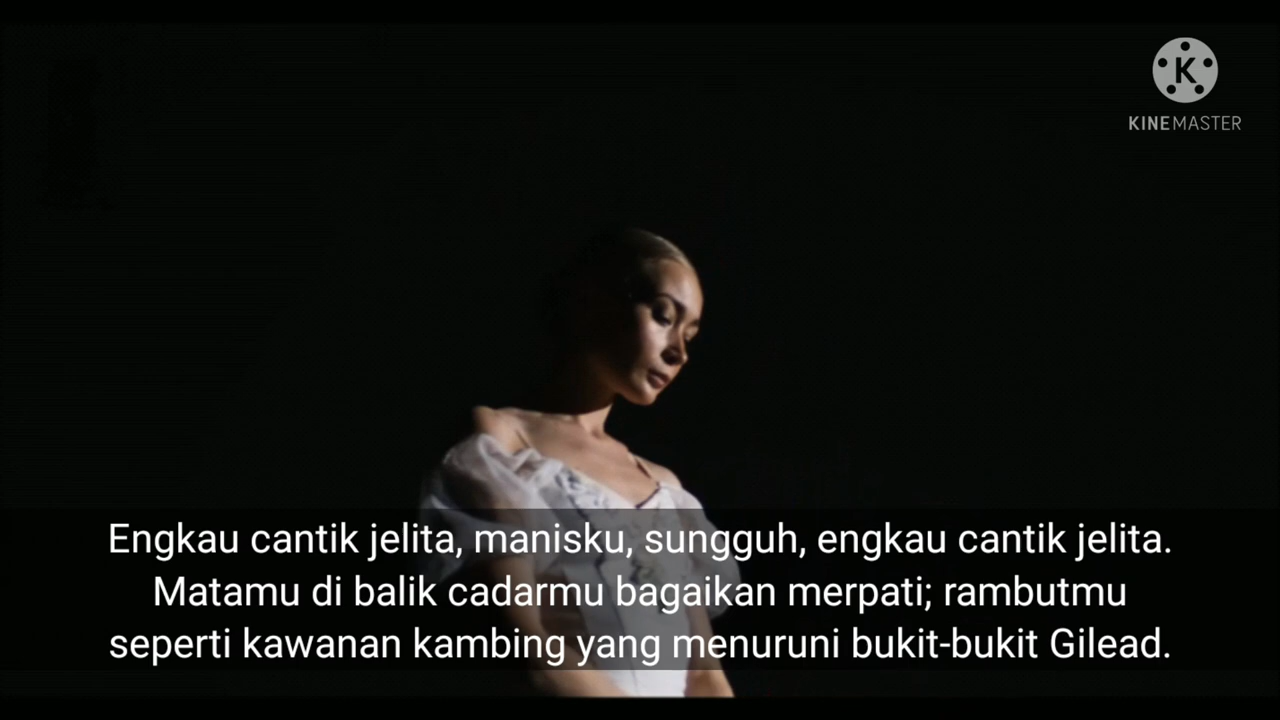 KINEMASTER
Engkau cantik jelita, manisku, sungguh, engkau cantik jelita.
Matamu di balik cadarmu bagaikan merpati; rambutmu
seperti kawanan kambing yang menuruni bukit-bukit Gilead.